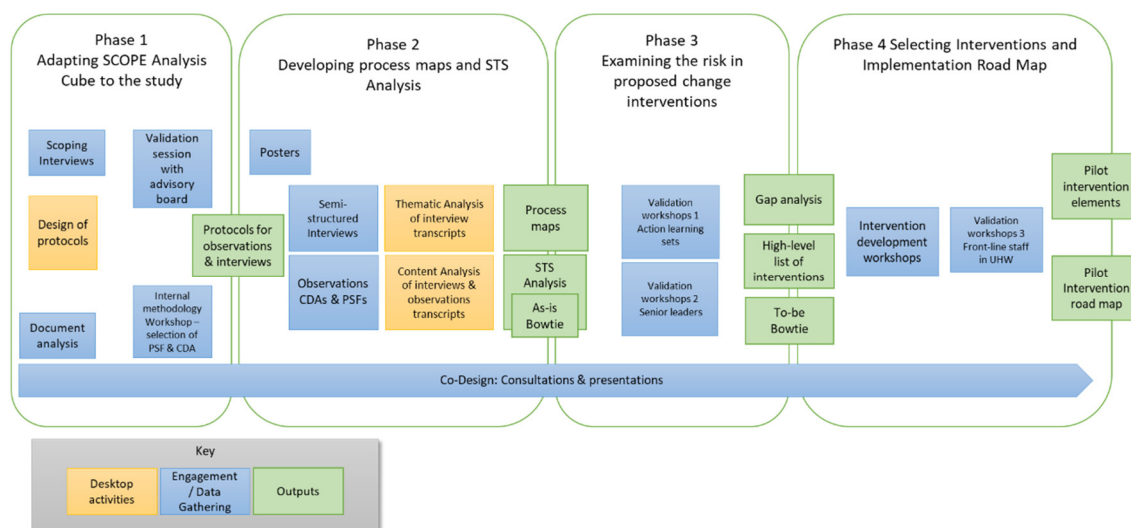 Phase 1
Adapting SCOPE Analysis
Cube to the study
Scoping
Interviews
Validation
session
with
advisory
board
Design of
protocols
Protocols for
observations
& interviews
Document
analysis
Internal
methodology
Workshop –
selection of
PSF & CDA
Phase 2
Developing process maps and STS
Analysis
Posters
Semi-
structured
Interviews
Thematic Analysis
of interview
transcripts
Process
maps
Observations
CDAs & PSFs
Content Analysis
of interviews &
observations
transcripts
STS
Analysis
As-is
Bowtie
Phase 3
Examining the risk in
proposed change
interventions
Validation
workshops 1
Action learning
sets
Validation
workshops 2
Senior leaders
Gap analysis
High-level
list of
interventions
To-be
Bowtie
Phase 4 Selecting Interventions and
Implementation Road Map
Intervention
development
workshops
Validation
workshops 3
Front-line staff
in UHW
Pilot
intervention
elements
Pilot
Intervention
road map
Co-Design: Consultations & presentations
Key
Desktop
activities
Engagement
/ Data
Gathering
Outputs